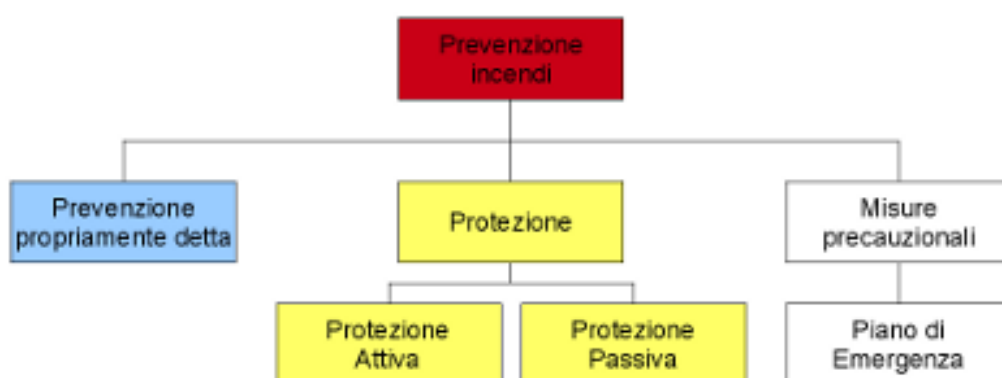 Prevenzione
incendi
Prevenzione
propriamente detta
Protezione
Misure
precauzionali
Protezione
Attiva
Protezione
Passiva
Piano di
Emergenza